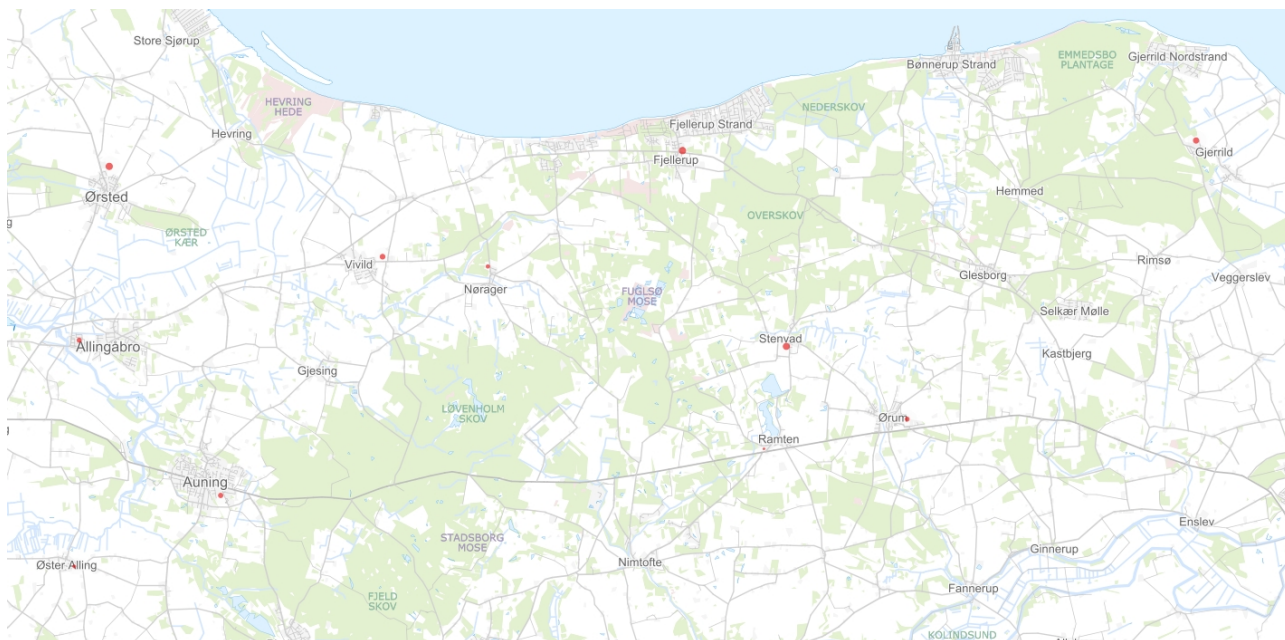 Store Sjørup
Bønnerup Strand
EMMEDSBO
PLANTAGE
Gjerrild Nordstrand
HEVRING
HEDE
NEDERSKOV
Hevring
Fjellerup Strand
Fjellerup
Gjerrild
Ørsted
Hemmed
OVERSKOV
g
ØRSTED
KÆR
Vivild
Rimsø
Glesborg
Veggerslev
Nørager
FUGLSØ
MOSE
Selkær Mølle
Allingåbro
Stenvad
Kastbjerg
Gjesing
LØVENHOLM
SKOV
Ørum
g
Ramten
Auning
Enslev
STADSBORG
MOSE
Ginnerup
Øster Alling
Nimtofte
Fannerup
FJELD
SKOV
KOLINDSUND